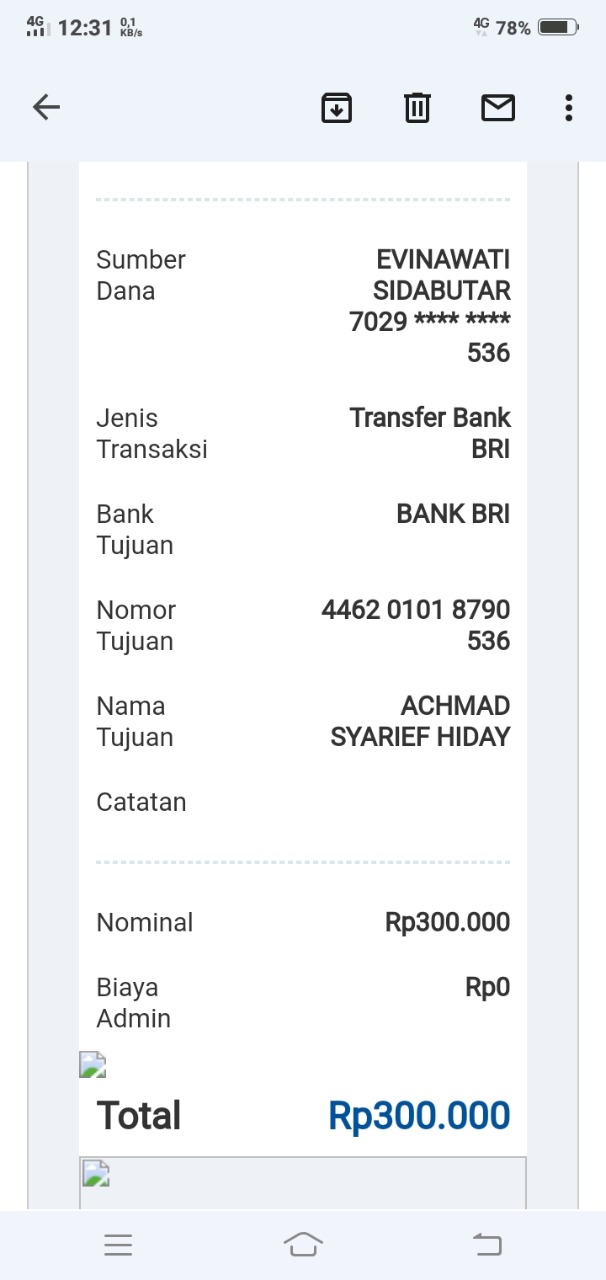 4G 12:31 0,1 KB/s 4G 78%
Sumber Dana
EVINAWATI SIDABUTAR 7029 **** **** 536
Jenis Transaksi
Transfer Bank BRI
Bank Tujuan
BANK BRI
Nomor Tujuan
4462 0101 8790 536
Nama Tujuan
ACHMAD SYARIEF HIDAY
Catatan
Nominal
Rp300.000
Biaya Admin
Rp0
Total
Rp300.000